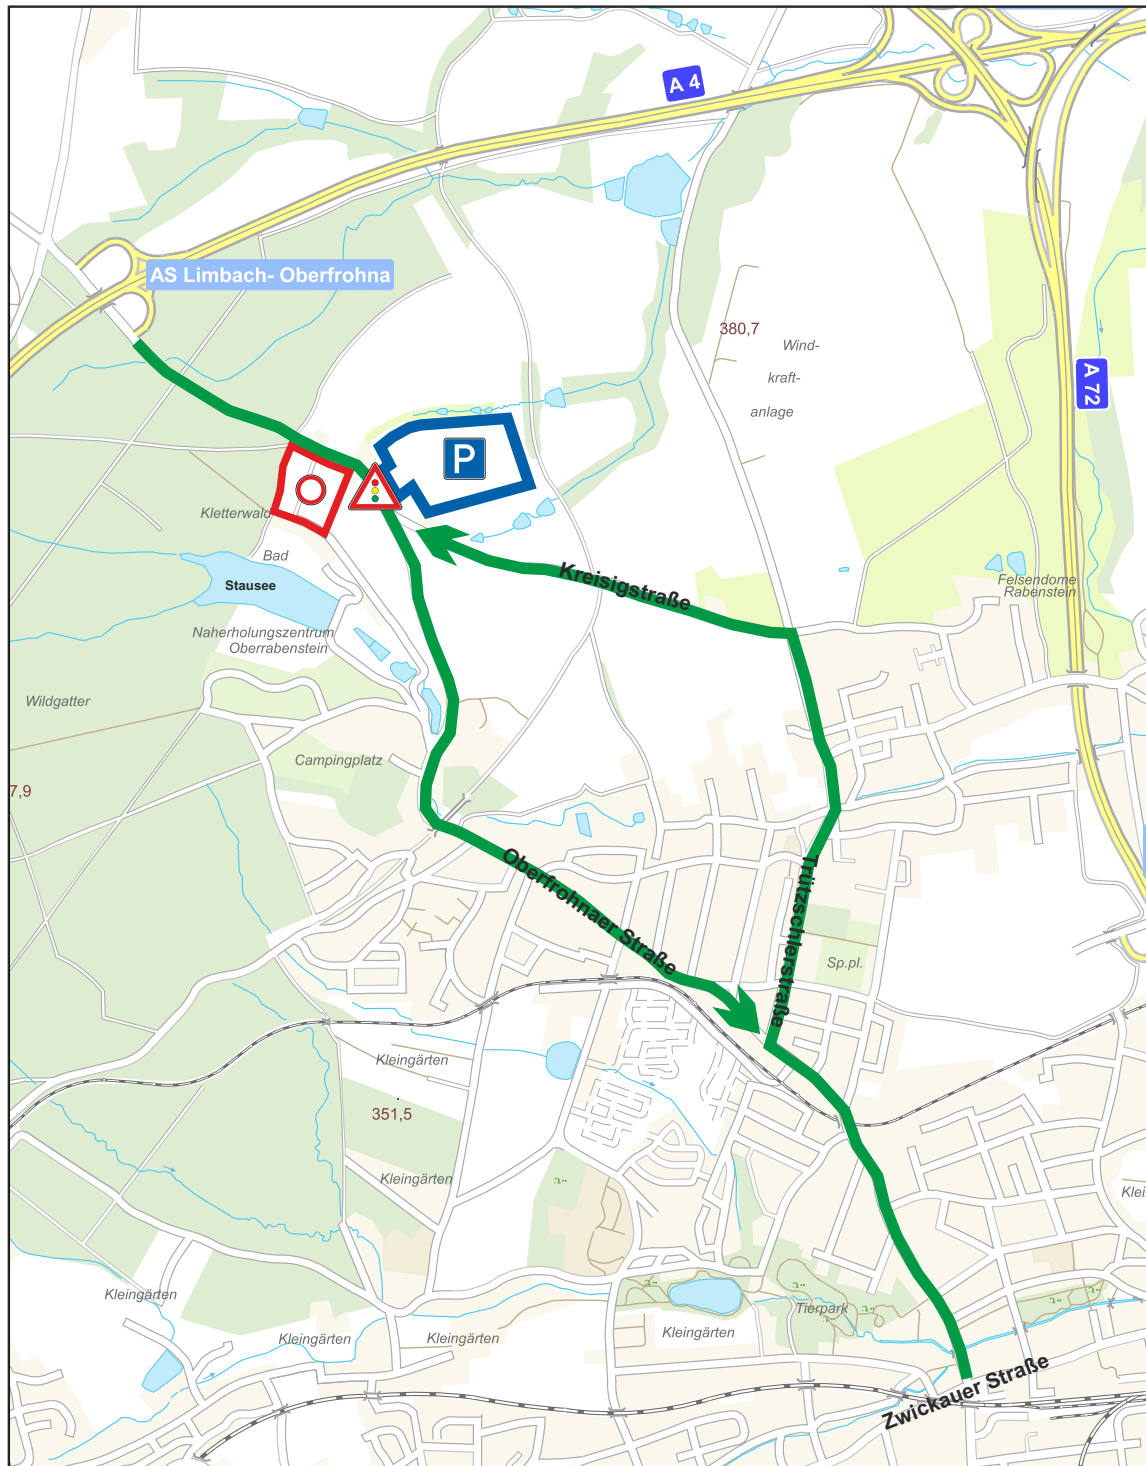 A 4
AS Limbach- Oberfrohna
380,7
Wind-
kraft-
anlage
A 72
P
Kletterwald
Bad
Stausee
Kreisigstraße
Felsendome
Rabenstein
Naherholungszentrum
Oberrabenstein
Wildgatter
Campingplatz
7,9
Oberfrohnaer Straße
Trützschlerstraße
Sp.pl.
Kleingärten
351,5
Kleingärten
Klei
Kleingärten
Tierpark
Kleingärten
Kleingärten
Kleingärten
Zwickauer Straße